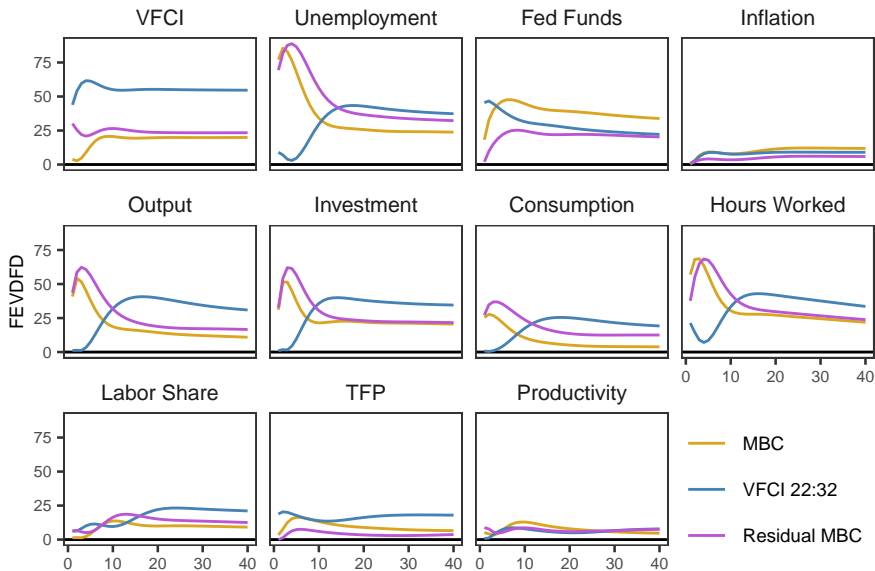 VFCI Unemployment Fed Funds Inflation
75
50
25
0
Output Investment Consumption Hours Worked
FEVDFD
75
50
25
0
0 10 20 30 40
Labor Share TFP Productivity
75
50
25
0
0 10 20 30 40 0 10 20 30 40 0 10 20 30 40
MBC
VFCI 22:32
Residual MBC